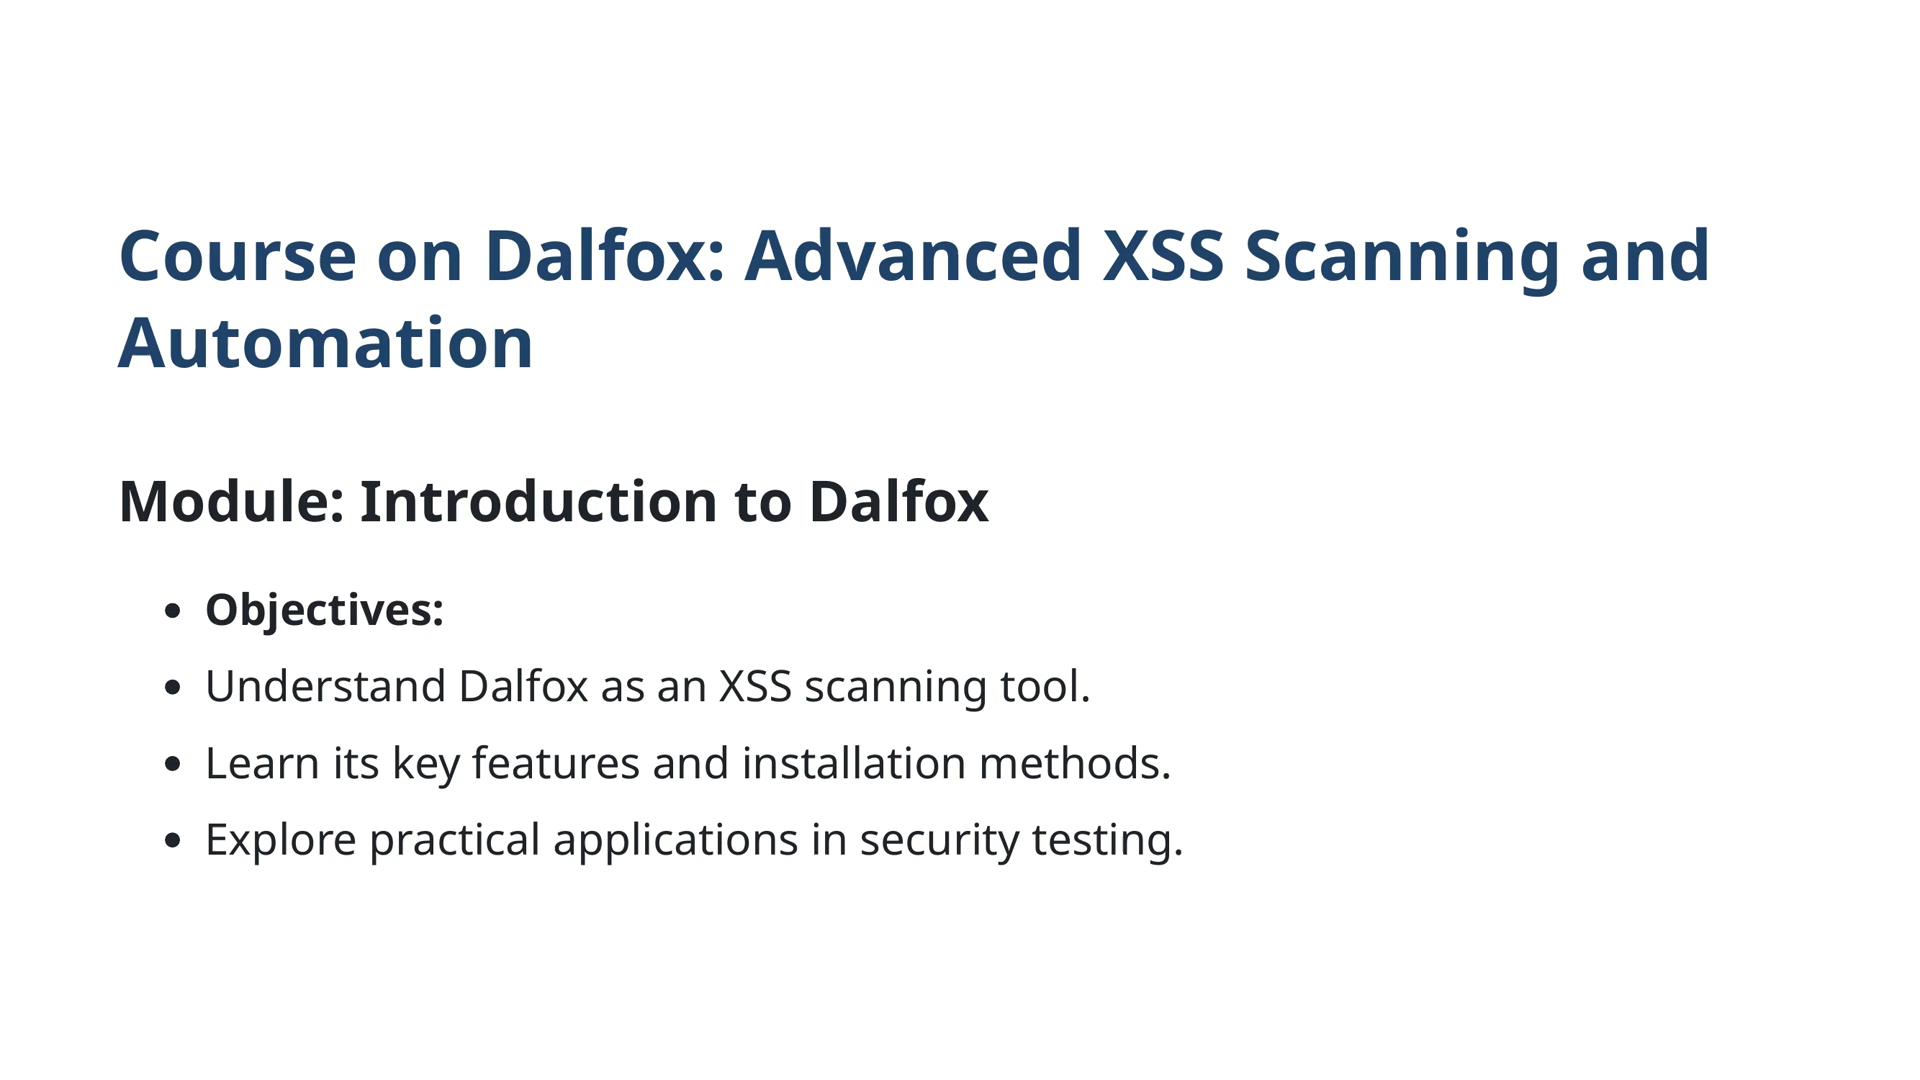 Course on Dalfox: Advanced XSS Scanning and
Automation
Module: Introduction to Dalfox
• Objectives:
• Understand Dalfox as an XSS scanning tool.
• Learn its key features and installation methods.
• Explore practical applications in security testing.